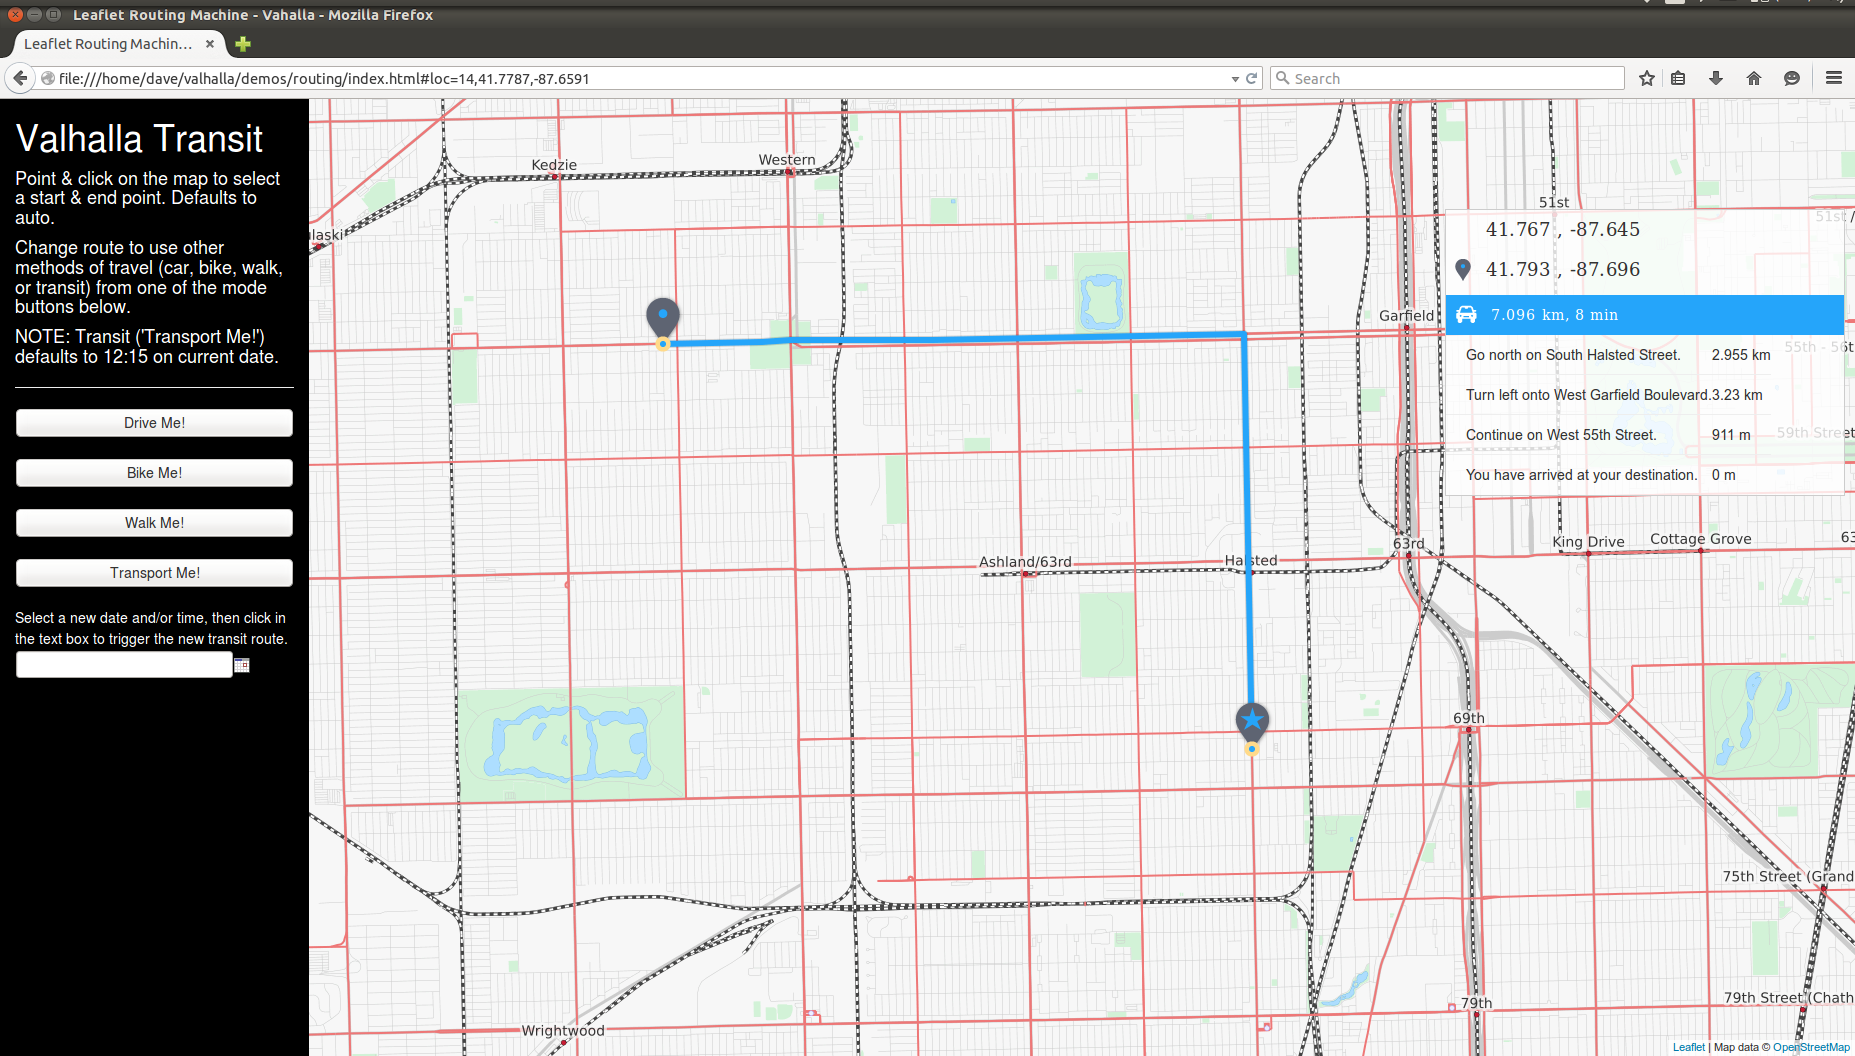 Leaflet Routing Machine - Vahalla - Mozilla Firefox
Leaflet Routing Machin...
file:///home/dave/valhalla/demos/routing/index.html#loc=14,41.7787,-87.6591
Search
Valhalla Transit
Point & click on the map to select
a start & end point. Defaults to
auto.
Change route to use other
methods of travel (car, bike, walk,
or transit) from one of the mode
buttons below.
NOTE: Transit ('Transport Me!')
defaults to 12:15 on current date.
Drive Me!
Bike Me!
Walk Me!
Transport Me!
Select a new date and/or time, then click in
the text box to trigger the new transit route.
Kedzie
Western
ulaski
51st
51st /
41.767 , -87.645
41.793 , -87.696
Garfield
7.096 km, 8 min
55th - 56t
Go north on South Halsted Street. 2.955 km
Turn left onto West Garfield Boulevard. 3.23 km
Continue on West 55th Street. 911 m
59th Street
You have arrived at your destination. 0 m
63rd
King Drive
Cottage Grove
63
Ashland/63rd
Halsted
69th
75th Street (Grand
79th
79th Street (Chath
Wrightwood
Leaflet | Map data © OpenStreetMap